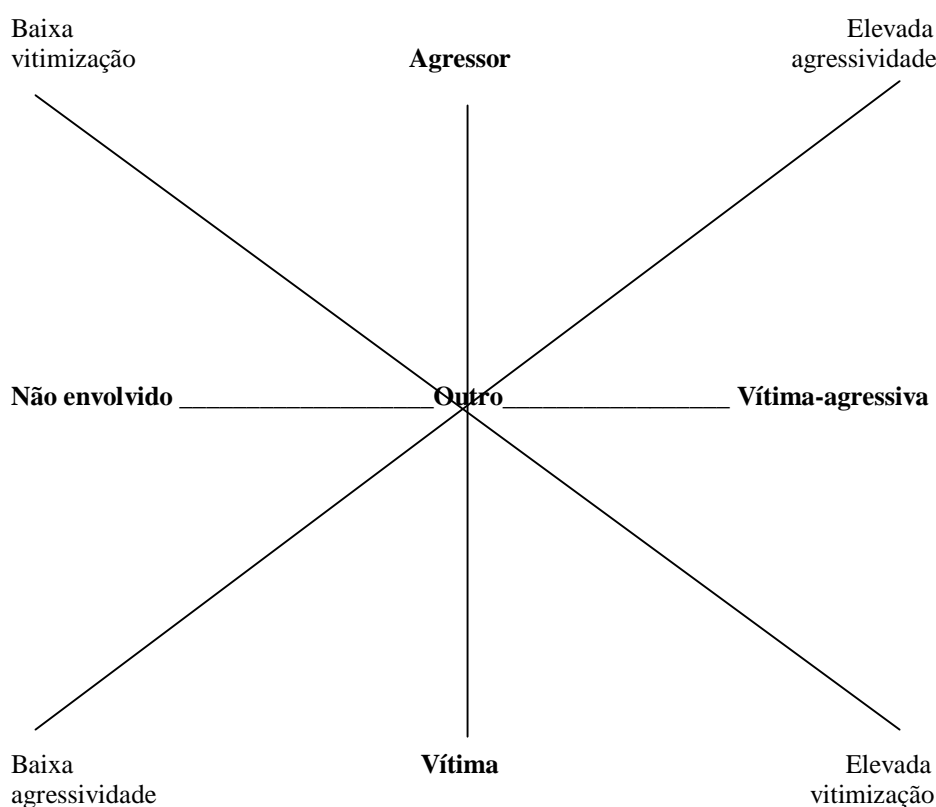 Baixa
vitimização
Agressor
Elevada
agressividade
Não envolvido ___________________Outro_________________ Vítima-agressiva
Baixa
agressividade
Vítima
Elevada
vitimização